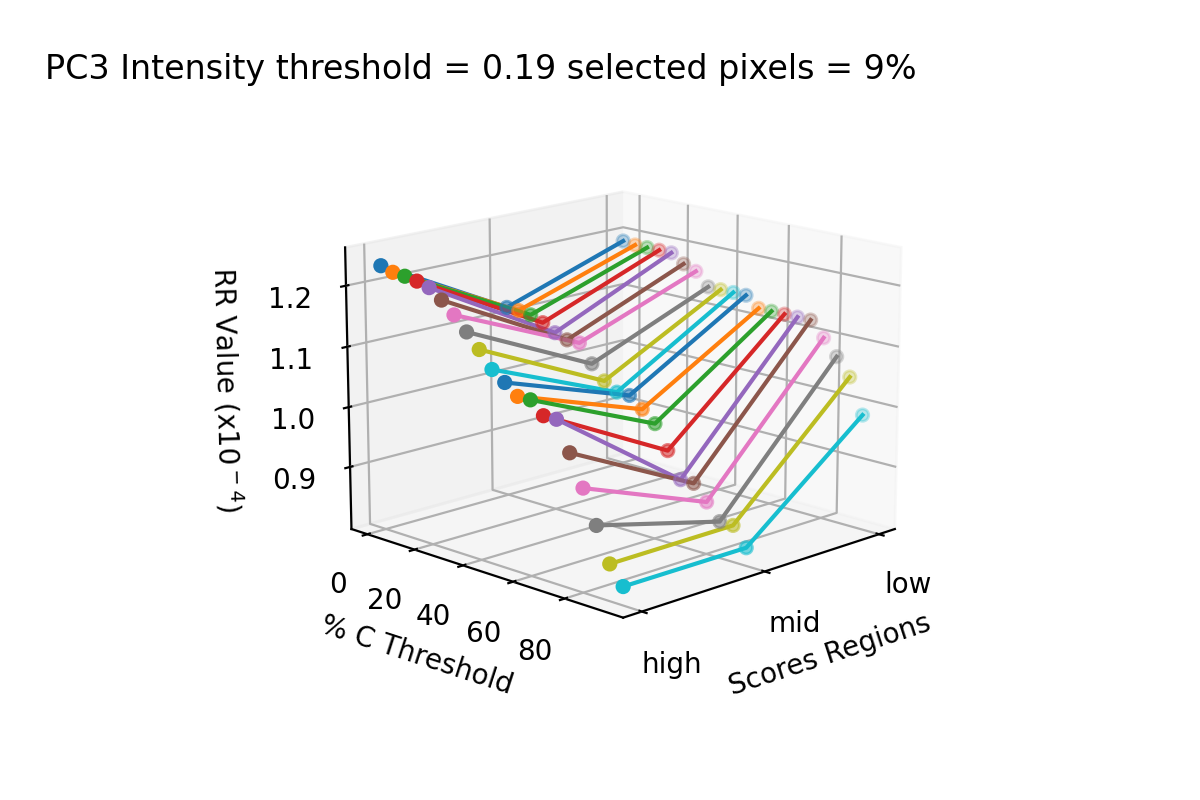 PC3 Intensity threshold = 0.19 selected pixels = 9%
RR Value (x10⁻⁴)
1.2
1.1
1.0
0.9
0
20
40
60
80
% C Threshold
high
mid
low
Scores Regions